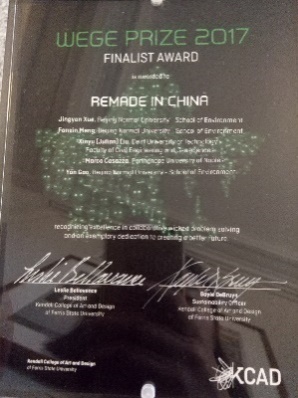 WEGE PRIZE 2017
FINALIST AWARD
is awarded to
REMADE IN CHINA
Jingyun Xue, Beijing Normal University - School of Environment
Fanxin Meng, Beijing Normal University - School of Environment
Delft University of Technology
Faculty of Civil Engineering and Geosciences
Marco Casazza, Parthenope University of Naples
Yan Gao, Beijing Normal University - School of Environment
recognizing excellence in collaborative wicked problem solving
and an exemplary dedication to creating a better future.
Leslie Bellavance
President
Kendall College of Art and Design
of Ferris State University
Gayle DeBruyn
Sustainability Officer
Kendall College of Art and Design
of Ferris State University
Kendall College of Art and Design
of Ferris State University
KCAD